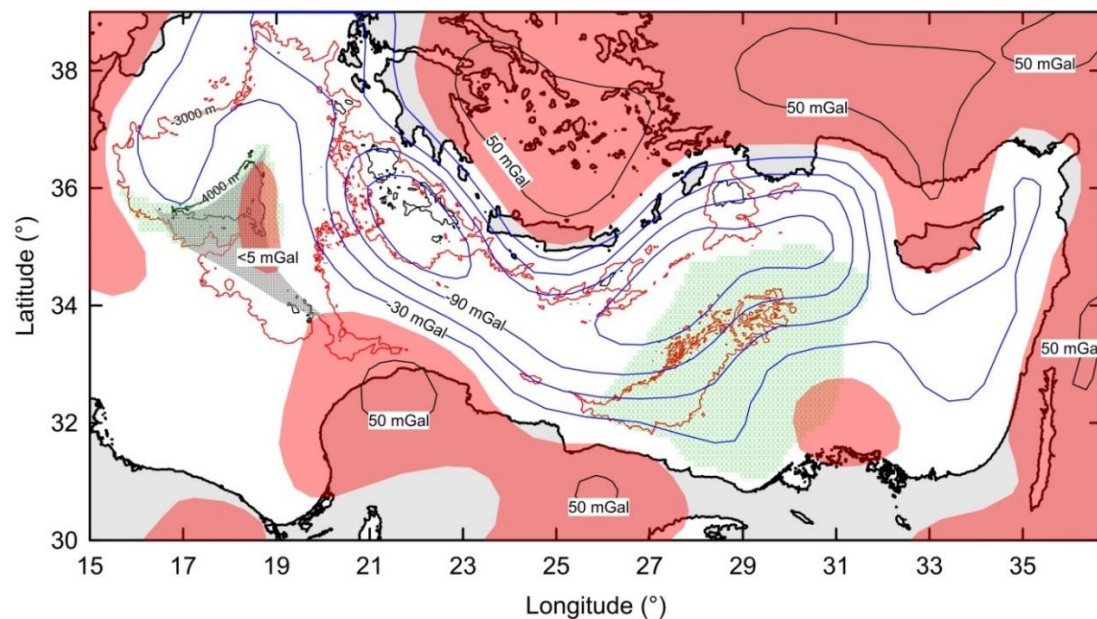 38
36
34
32
30
Latitude (°)
50 mGal
50 mGal
50 mGal
-3000 m
-4000 m
<5 mGal
-90 mGal
-30 mGal
50 mGal
50 mGal
50 mGal
15
17
19
21
23
25
27
29
31
33
35
Longitude (°)